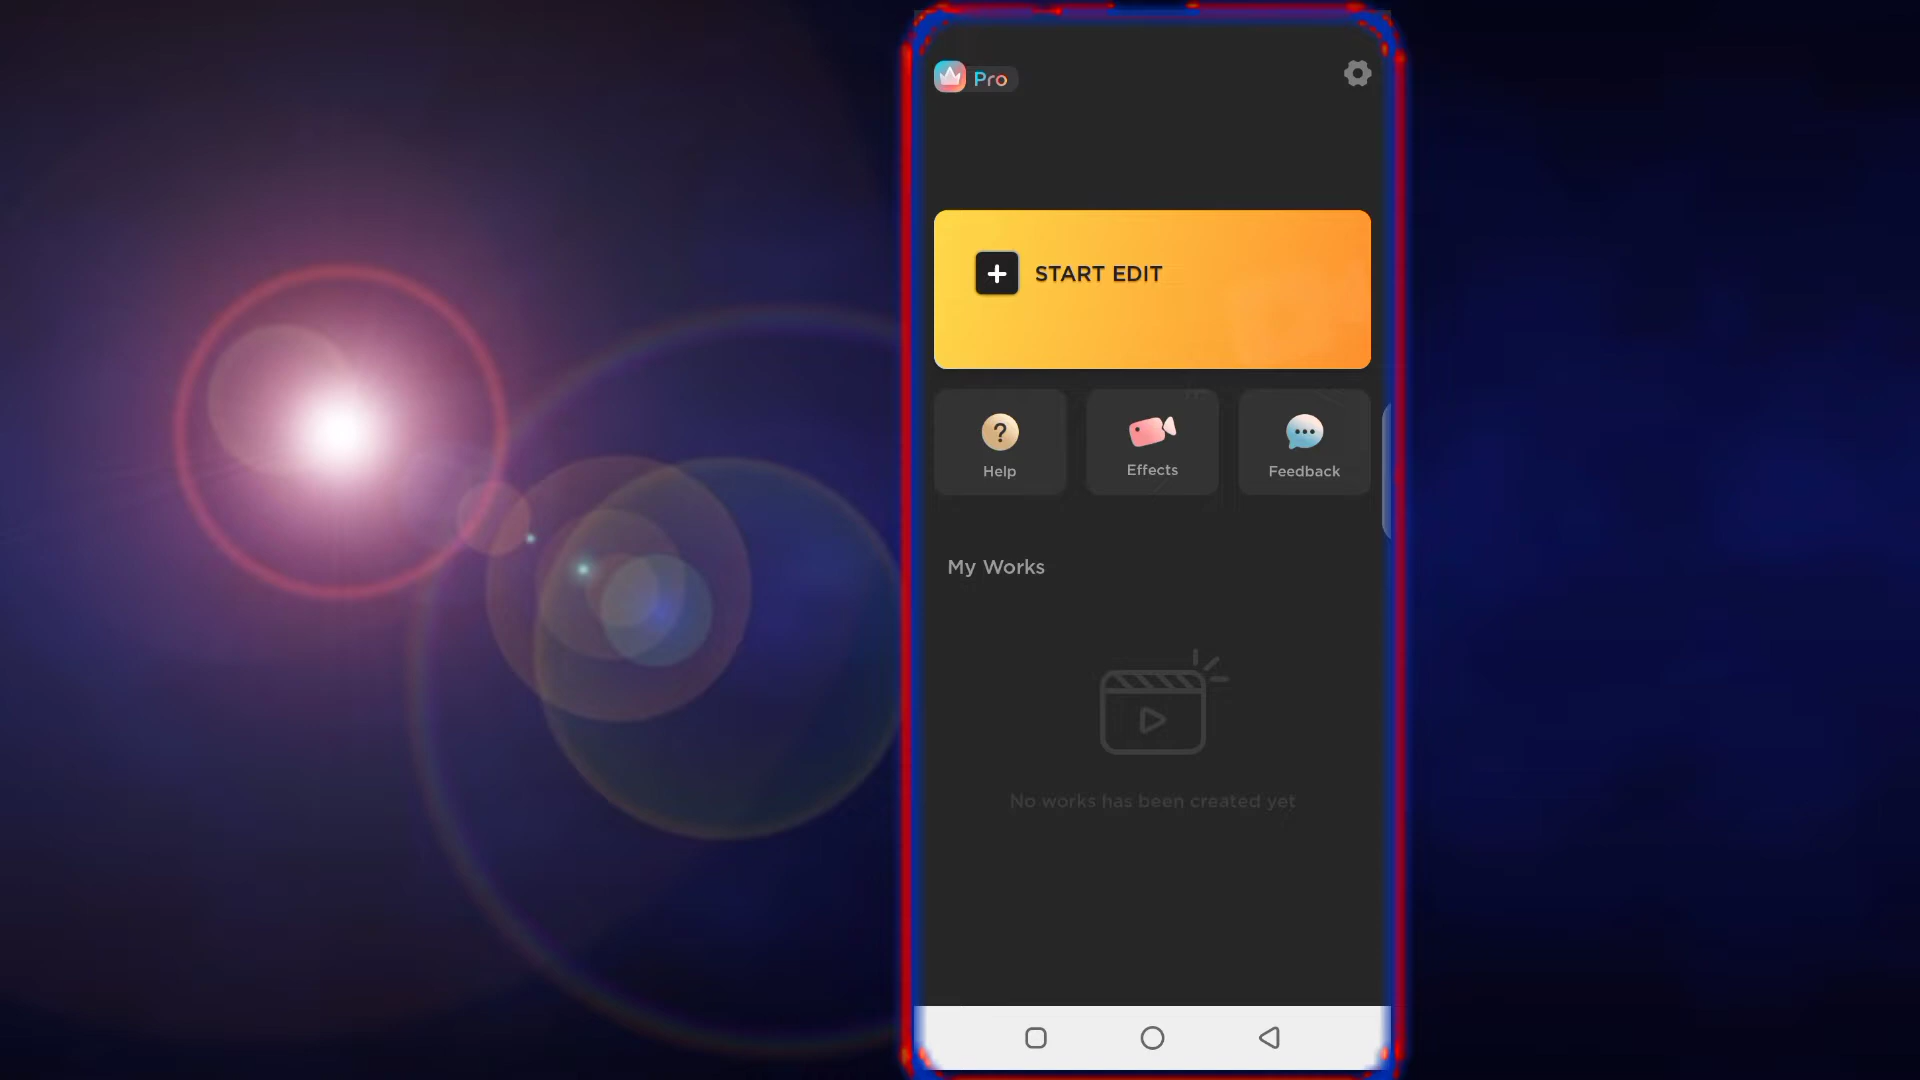 Pro
START EDIT
Help
Effects
Feedback
My Works
No works has been created yet